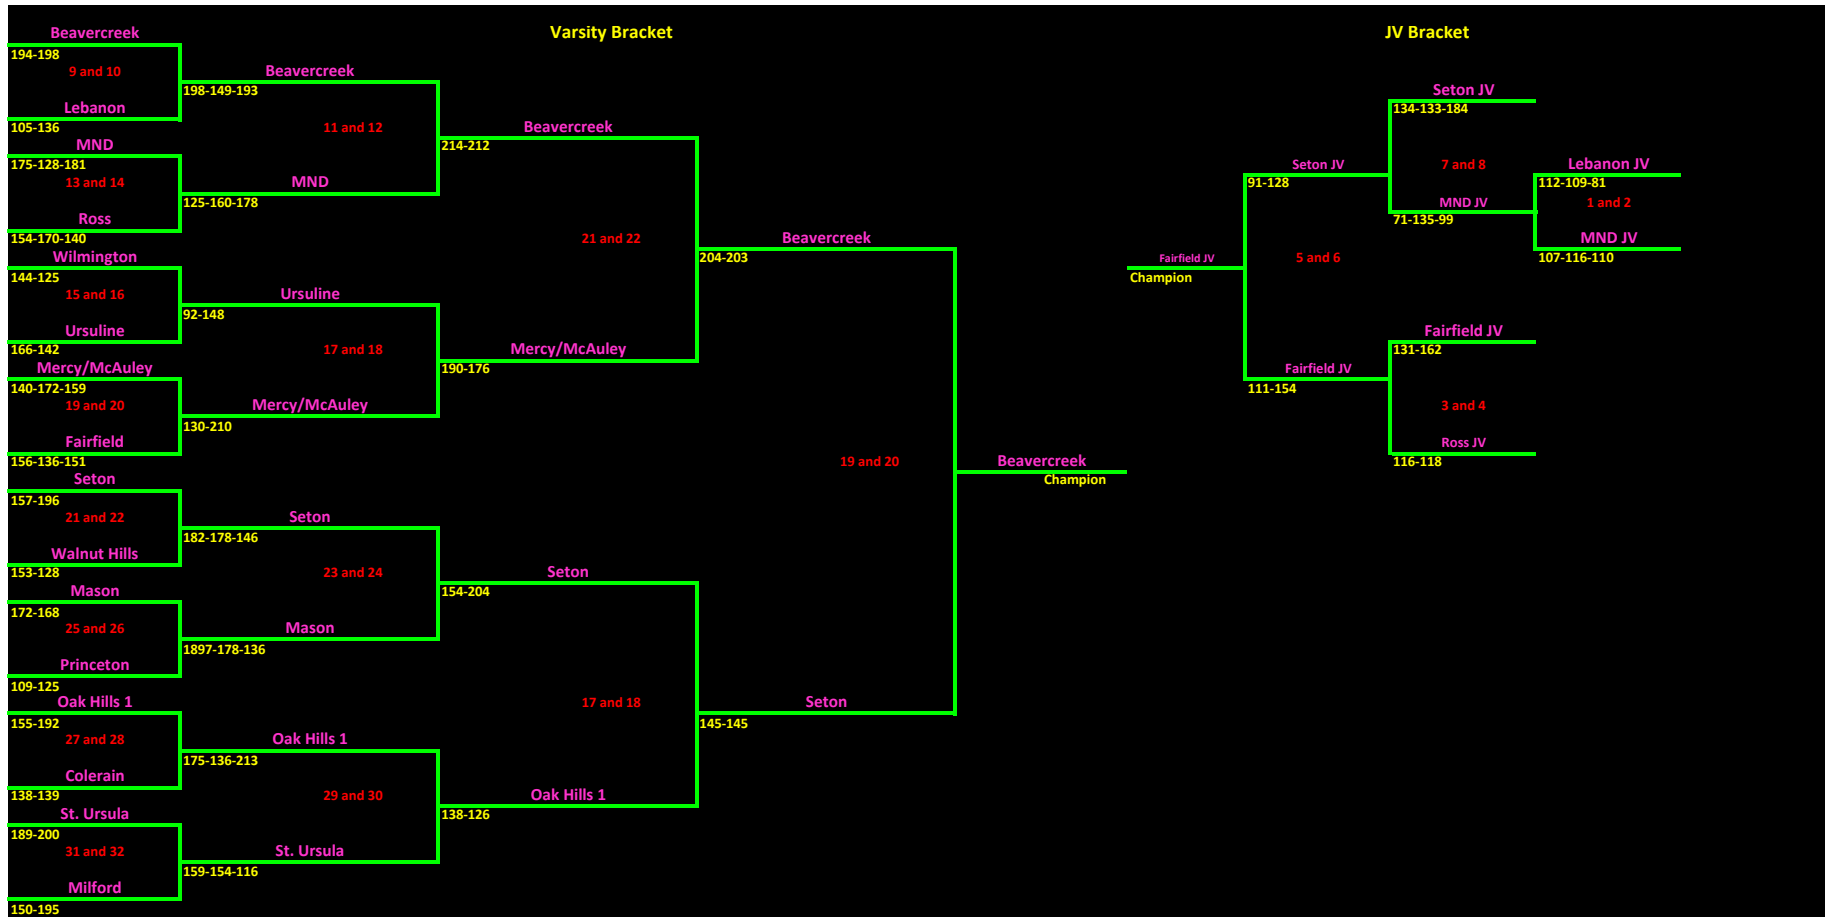 Varsity Bracket
Beavercreek
194-198
9 and 10
Lebanon
105-136
MND
175-128-181
13 and 14
Ross
154-170-140
Wilmington
144-125
15 and 16
Ursuline
166-142
Mercy/McAuley
140-172-159
19 and 20
Fairfield
156-136-151
Seton
157-196
21 and 22
Walnut Hills
153-128
Mason
172-168
25 and 26
Princeton
109-125
Oak Hills 1
155-192
27 and 28
Colerain
138-139
St. Ursula
189-200
31 and 32
Milford
150-195
Beavercreek
198-149-193
11 and 12
MND
125-160-178
Ursuline
92-148
17 and 18
Mercy/McAuley
130-210
Seton
182-178-146
23 and 24
Mason
1897-178-136
Oak Hills 1
175-136-213
29 and 30
St. Ursula
159-154-116
Beavercreek
214-212
21 and 22
Mercy/McAuley
190-176
Seton
154-204
17 and 18
Oak Hills 1
138-126
Beavercreek
204-203
19 and 20
Seton
145-145
Beavercreek
Champion
JV Bracket
Fairfield JV
Champion
Seton JV
91-128
5 and 6
Fairfield JV
111-154
Seton JV
134-133-184
7 and 8
MND JV
71-135-99
Fairfield JV
131-162
3 and 4
Ross JV
116-118
Lebanon JV
112-109-81
1 and 2
MND JV
107-116-110